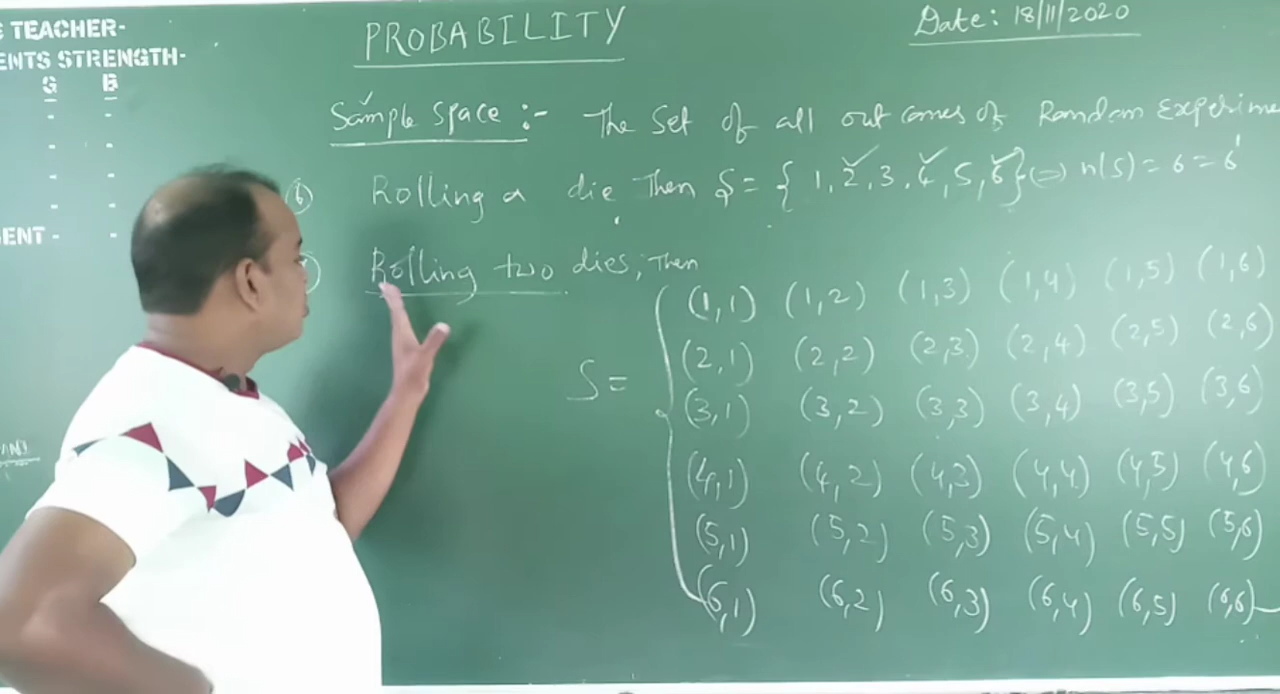 TEACHER-
ENTS STRENGTH-
G B
- -
- -
- -
- -
- -
ENT - -
PROBABILITY
Date: 18/11/2020
Sample space :- The Set of all out comes of Random Experime
(6) Rolling a die Then S = { 1, 2, 3, 4, 5, 6} ⇔ n(S) = 6 = 6¹
Rolling two dies, Then
S =
(1,1) (1,2) (1,3) (1,4) (1,5) (1,6)
(2,1) (2,2) (2,3) (2,4) (2,5) (2,6)
(3,1) (3,2) (3,3) (3,4) (3,5) (3,6)
(4,1) (4,2) (4,3) (4,4) (4,5) (4,6)
(5,1) (5,2) (5,3) (5,4) (5,5) (5,6)
(6,1) (6,2) (6,3) (6,4) (6,5) (6,6)